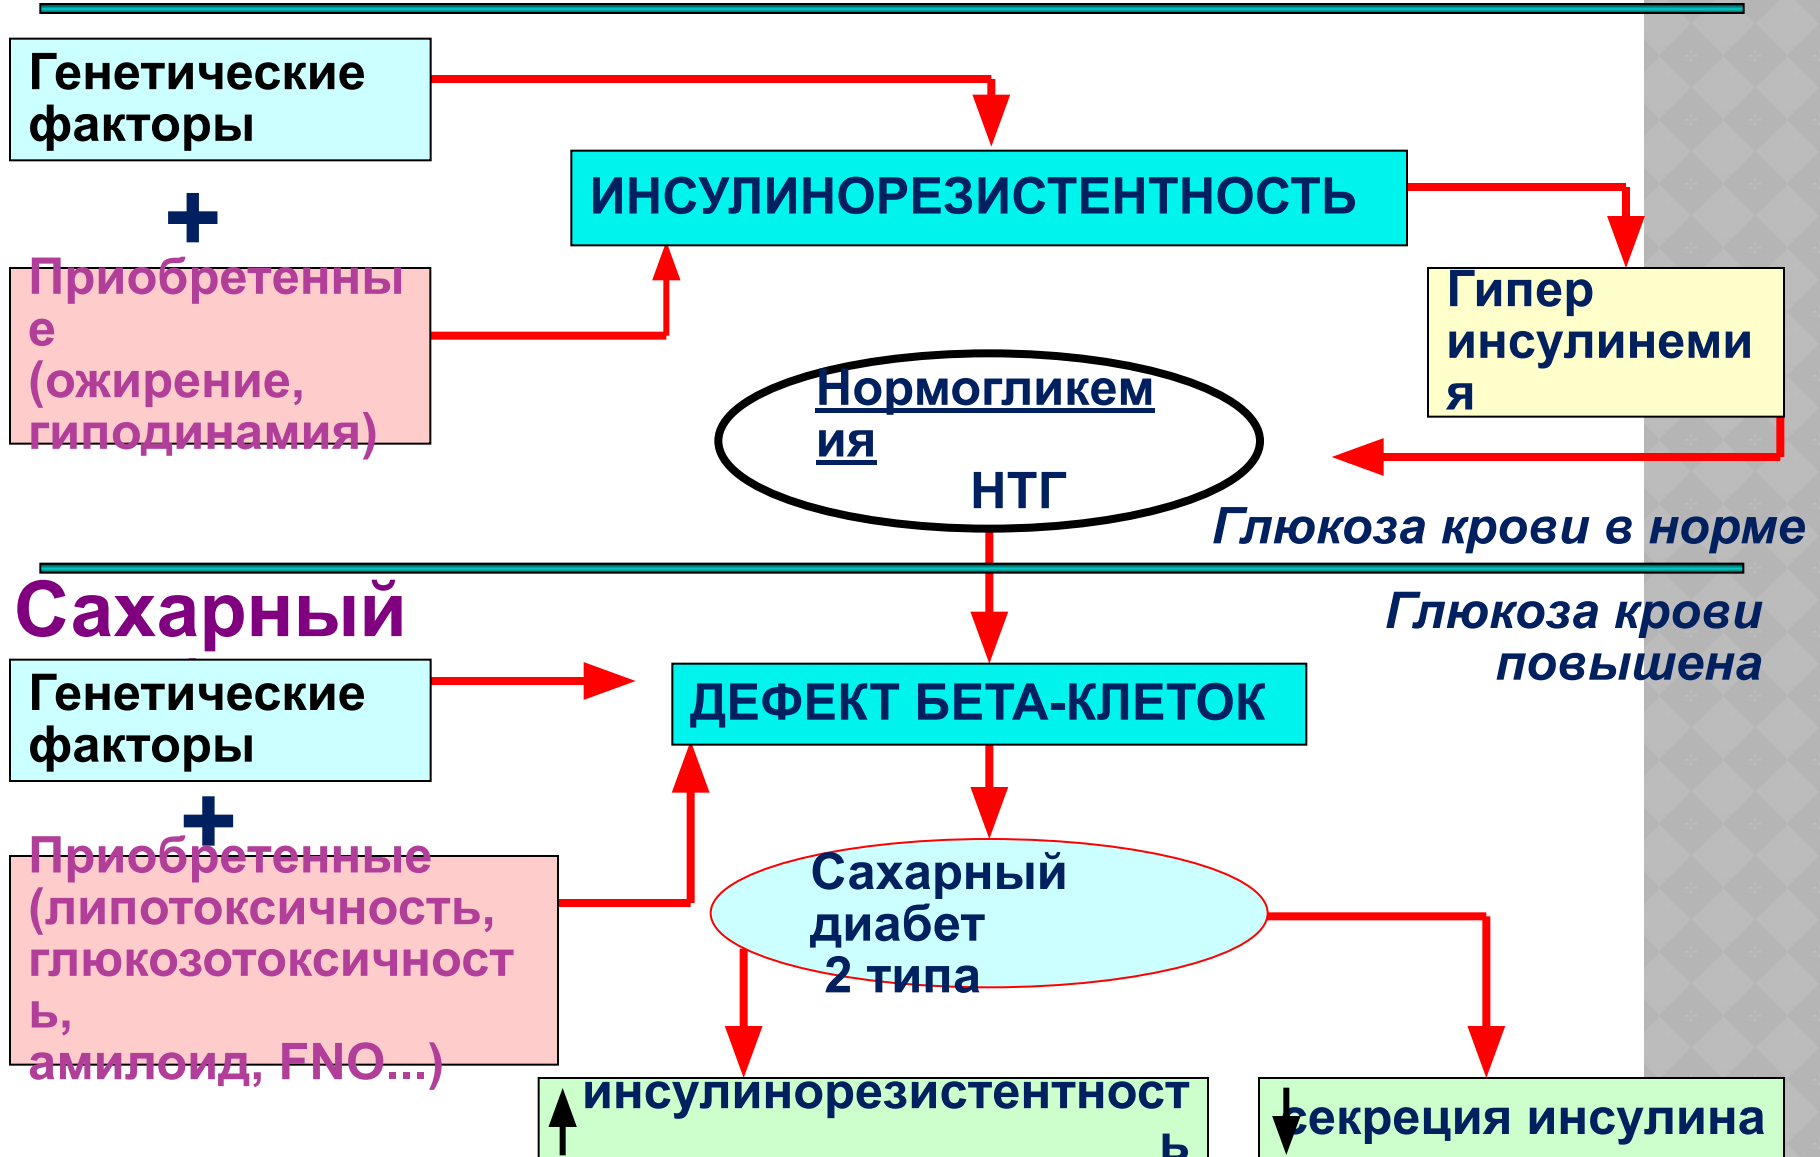 Генетические
факторы
+
Приобретенны
е
(ожирение,
гиподинамия)
ИНСУЛИНОРЕЗИСТЕНТНОСТЬ
Гипер
инсулинеми
я
Нормогликем
ия
НТГ
Глюкоза крови в норме
Глюкоза крови
повышена
Сахарный
Генетические
факторы
+
Приобретенные
(липотоксичность,
глюкозотоксичност
ь,
амилоид, FNO...)
ДЕФЕКТ БЕТА-КЛЕТОК
Сахарный
диабет
2 типа
инсулинорезистентност
ь
секреция инсулина